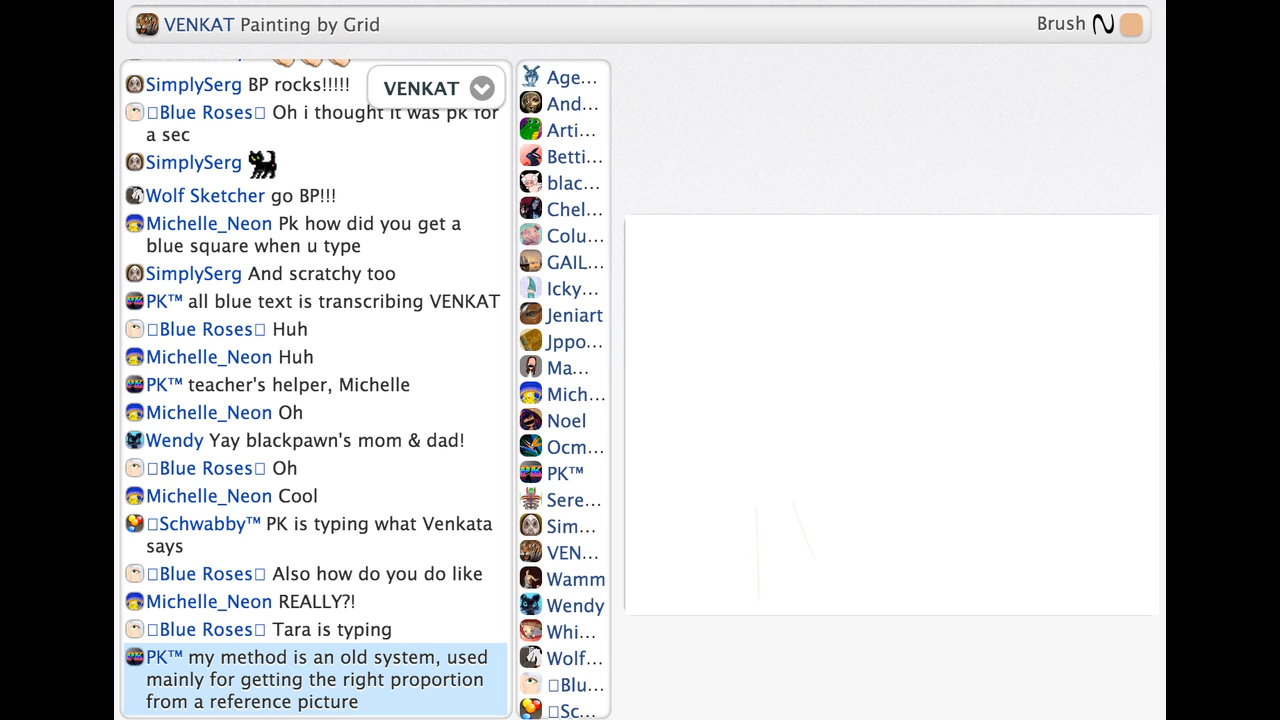 VENKAT Painting by Grid
Brush
VENKAT
SimplySerg BP rocks!!!!!
Blue Roses Oh i thought it was pk for
a sec
SimplySerg
Wolf Sketcher go BP!!!
Michelle_Neon Pk how did you get a
blue square when u type
SimplySerg And scratchy too
PK™ all blue text is transcribing VENKAT
Blue Roses Huh
Michelle_Neon Huh
PK™ teacher's helper, Michelle
Michelle_Neon Oh
Wendy Yay blackpawn's mom & dad!
Blue Roses Oh
Michelle_Neon Cool
Schwabby™ PK is typing what Venkata
says
Blue Roses Also how do you do like
Michelle_Neon REALLY?!
Blue Roses Tara is typing
PK™ my method is an old system, used
mainly for getting the right proportion
from a reference picture
Age...
And...
Arti...
Betti...
blac...
Chel...
Colu...
GAIL...
Icky...
Jeniart
Jppo...
Ma...
Mich...
Noel
Ocm...
PK™
Sere...
Sim...
VEN...
Wamm
Wendy
Whi...
Wolf...
Blu...
Sc...